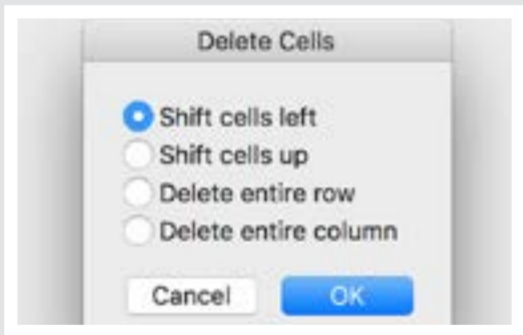 Delete Cells
Shift cells left
Shift cells up
Delete entire row
Delete entire column
Cancel OK